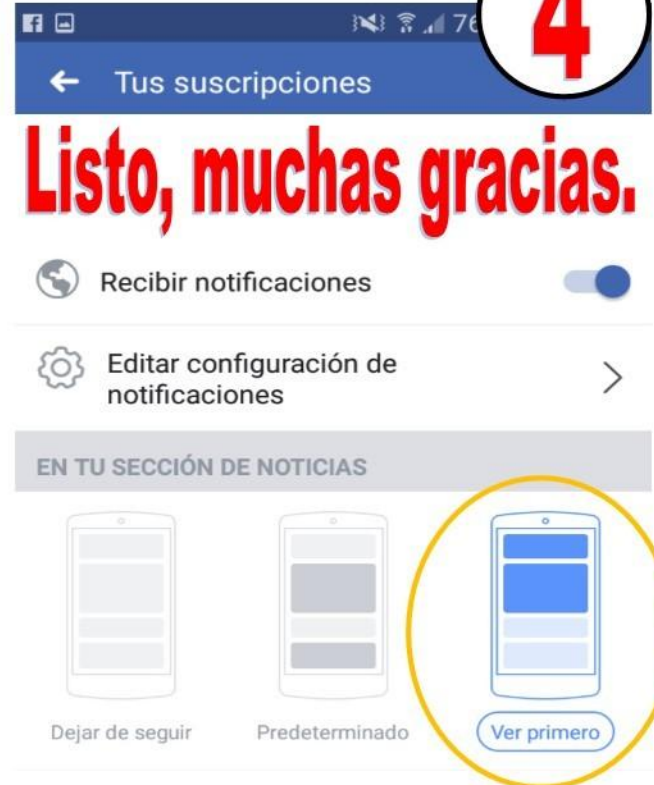 76
4
Tus suscripciones
Listo, muchas gracias.
Recibir notificaciones
Editar configuración de
notificaciones
EN TU SECCIÓN DE NOTICIAS
Dejar de seguir
Predeterminado
Ver primero